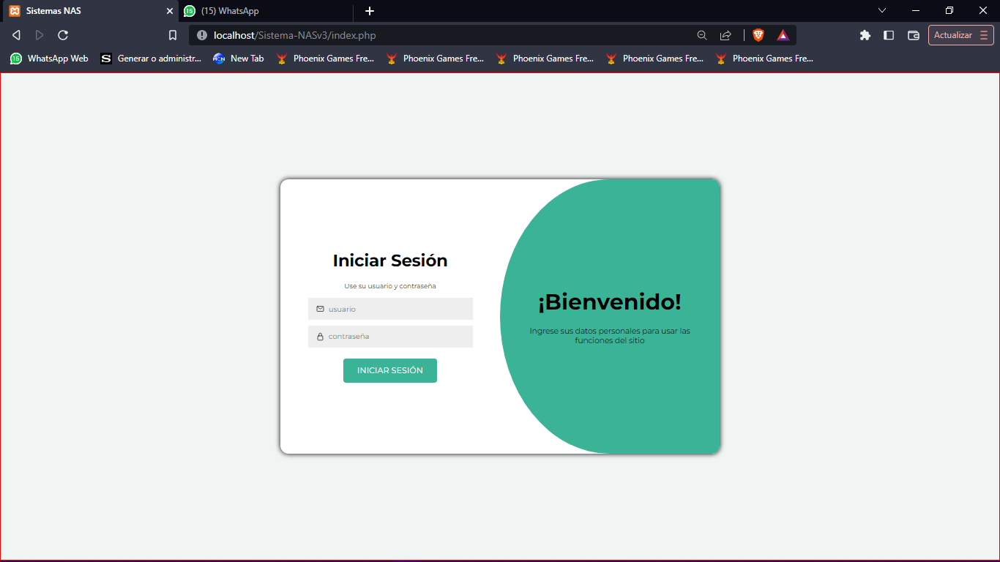 Sistemas NAS
15
(15) WhatsApp
localhost/Sistema-NASv3/index.php
Actualizar
15
WhatsApp Web
S
Generar o administr...
HCN
New Tab
Phoenix Games Fre...
Phoenix Games Fre...
Phoenix Games Fre...
Phoenix Games Fre...
Phoenix Games Fre...
Iniciar Sesión
Use su usuario y contraseña
usuario
contraseña
INICIAR SESIÓN
¡Bienvenido!
Ingrese sus datos personales para usar las
funciones del sitio